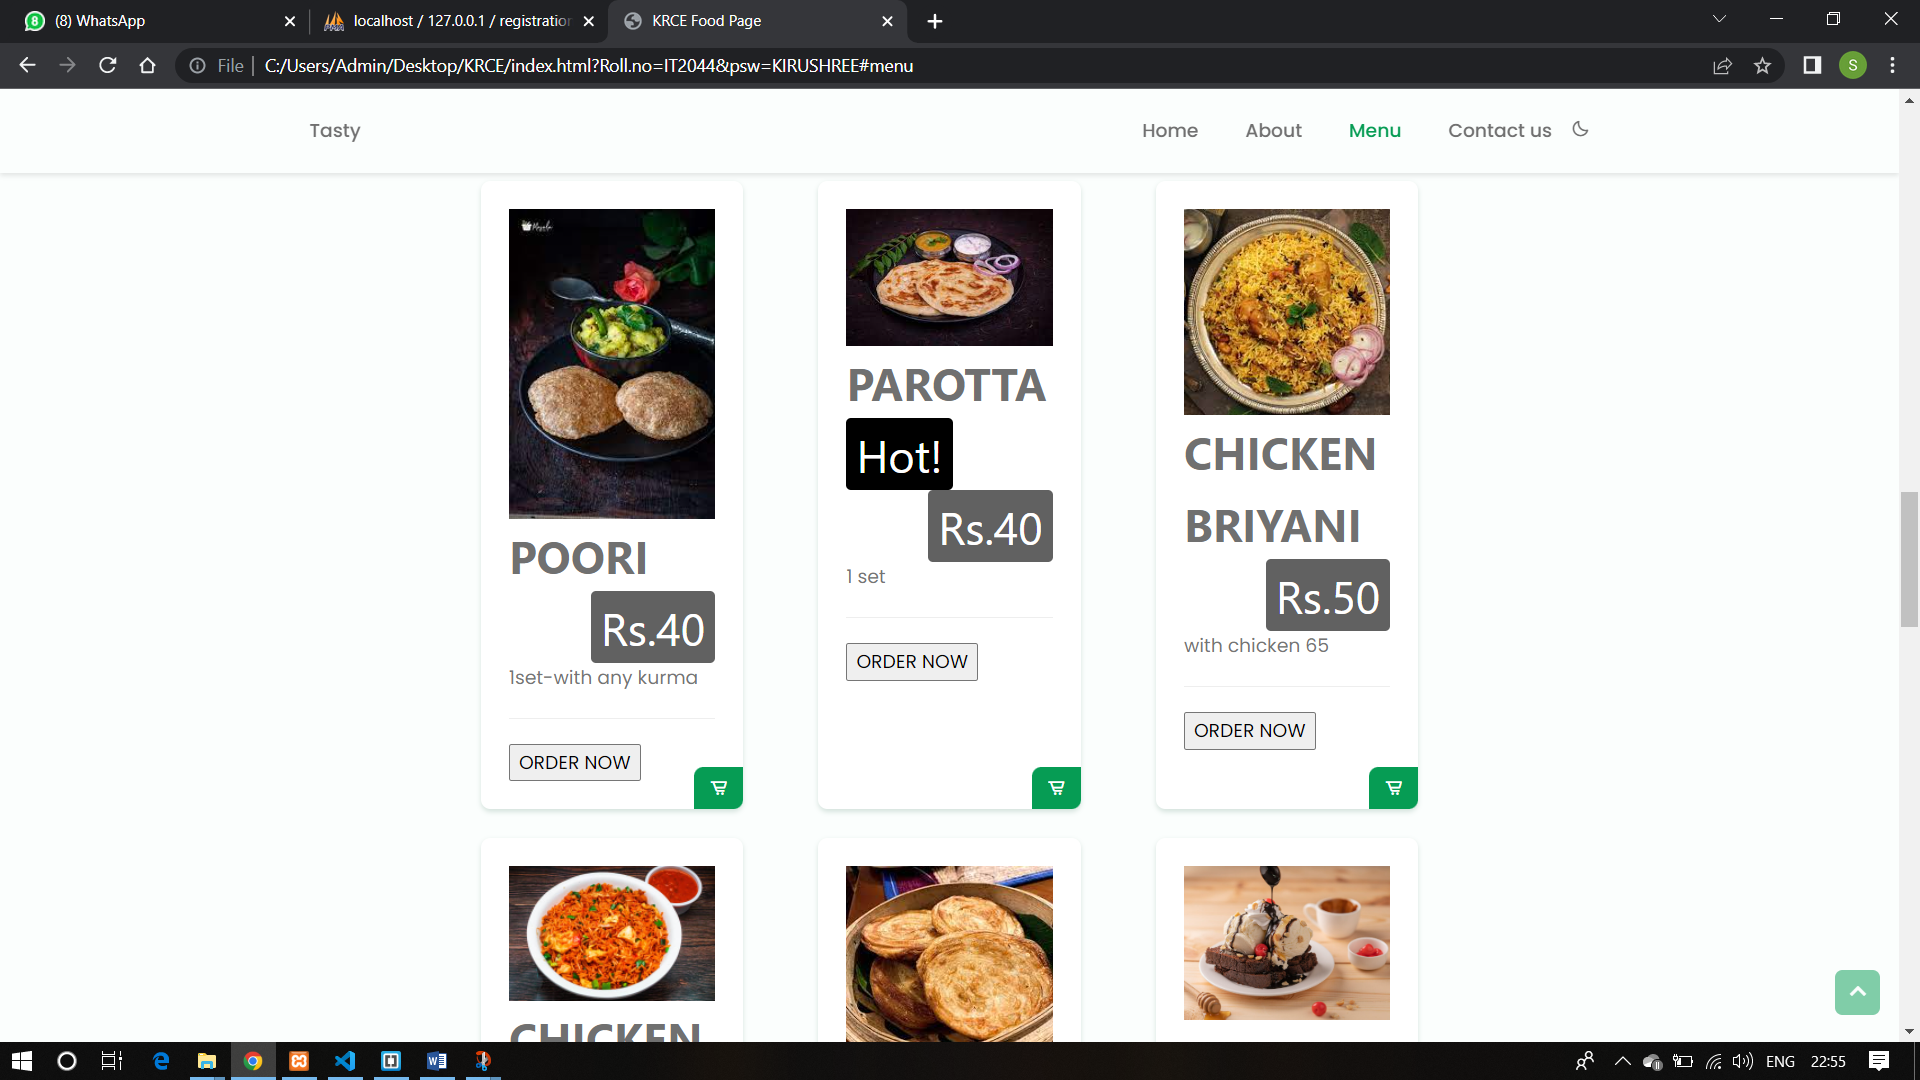 (8) WhatsApp
localhost / 127.0.0.1 / registration
KRCE Food Page
File
C:/Users/Admin/Desktop/KRCE/index.html?Roll.no=IT2044&psw=KIRUSHREE#menu
S
Tasty
Home
About
Menu
Contact us
POORI
Rs.40
1set-with any kurma
ORDER NOW
PAROTTA
Hot!
Rs.40
1 set
ORDER NOW
CHICKEN
BRIYANI
Rs.50
with chicken 65
ORDER NOW
CHICKEN
ENG
22:55